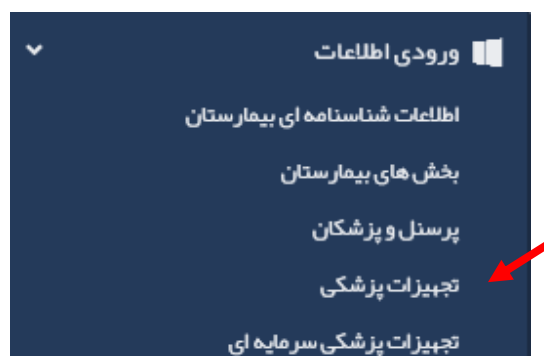 ورودی اطلاعات
اطلاعات شناسنامه ای بیمارستان
بخش های بیمارستان
پرسنل و پزشکان
تجهیزات پزشکی
تجهیزات پزشکی سرمایه ای